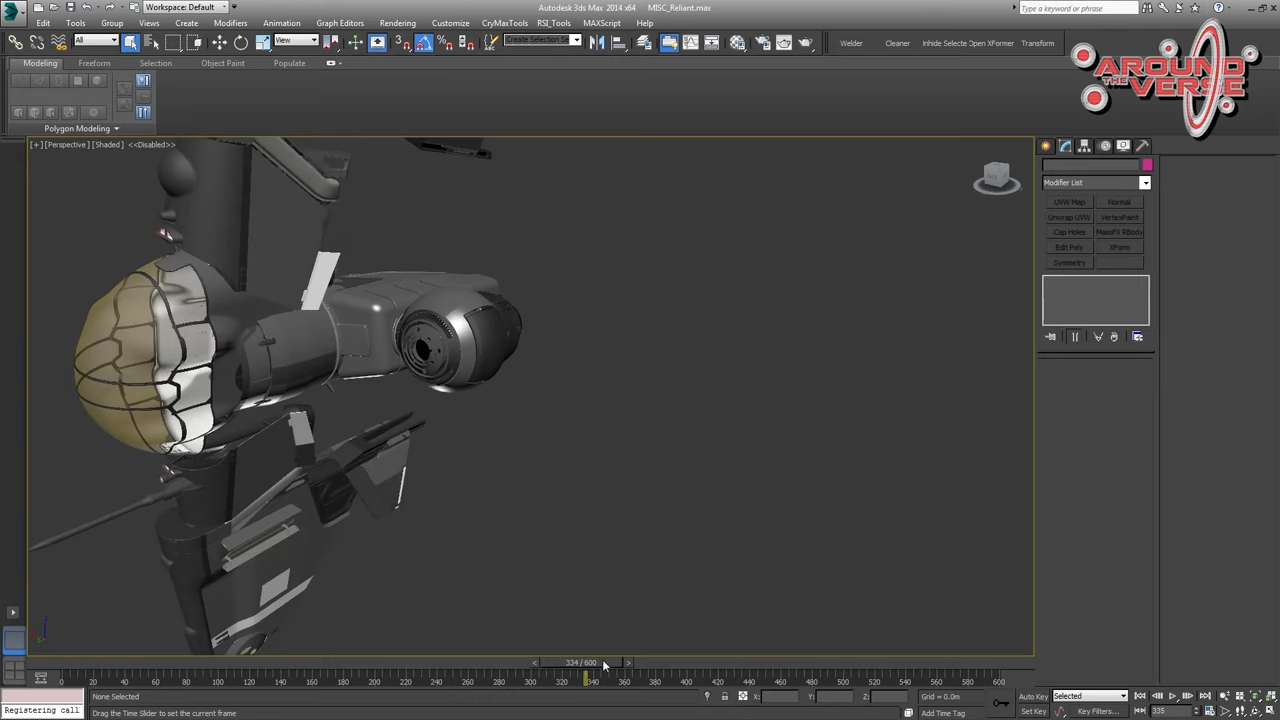 Workspace: Default
Autodesk 3ds Max 2014 x64
MISC_Reliant.max
Type a keyword or phrase
Edit Tools Group Views Create Modifiers Animation Graph Editors Rendering Customize CryMaxTools RSI_Tools MAXScript Help
All View Create Selection Se Welder Cleaner Inhide Selecte Open XFormer Transform
AROUND
THE VERSE
Modeling Freeform Selection Object Paint Populate
Polygon Modeling
[+] [Perspective] [Shaded] <<Disabled>>
Modifier List
UVW Map Normal
Unwrap UVW VertexPaint
Cap Holes MassFill RBody
Edit Poly XForm
Symmetry
< 334 / 600 >
0 20 40 60 80 100 120 140 160 180 200 220 240 260 280 300 320 340 360 380 400 420 440 460 480 500 520 540 560 580 600
None Selected X: Y: Z: Grid = 0.0m Auto Key Selected
Registering call Drag the Time Slider to set the current frame Add Time Tag Set Key Key Filters... 335